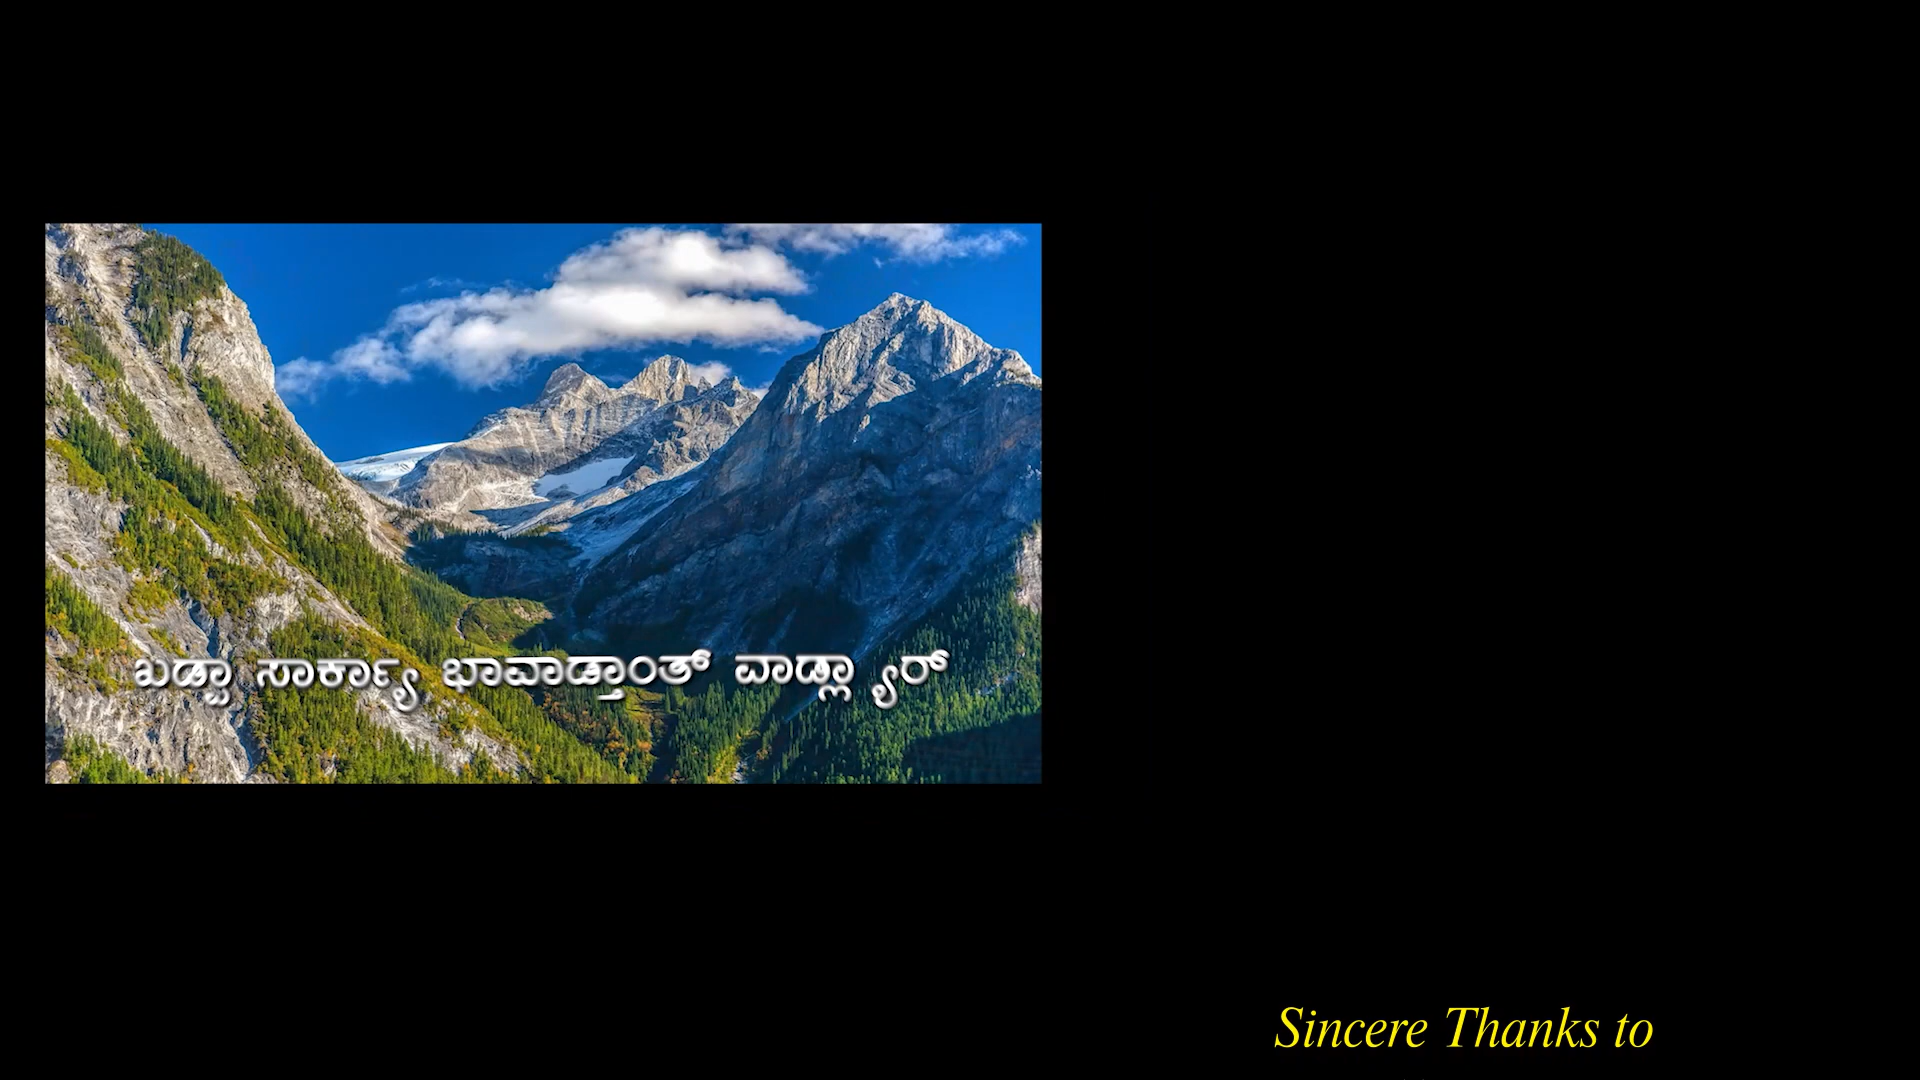 ಖಡ್ಪಾ ಸಾರ್ಕ್ಯಾ ಭಾವಾಡ್ತಾಂತ್ ವಾಡ್ಲ್ಯಾರ್
Sincere Thanks to